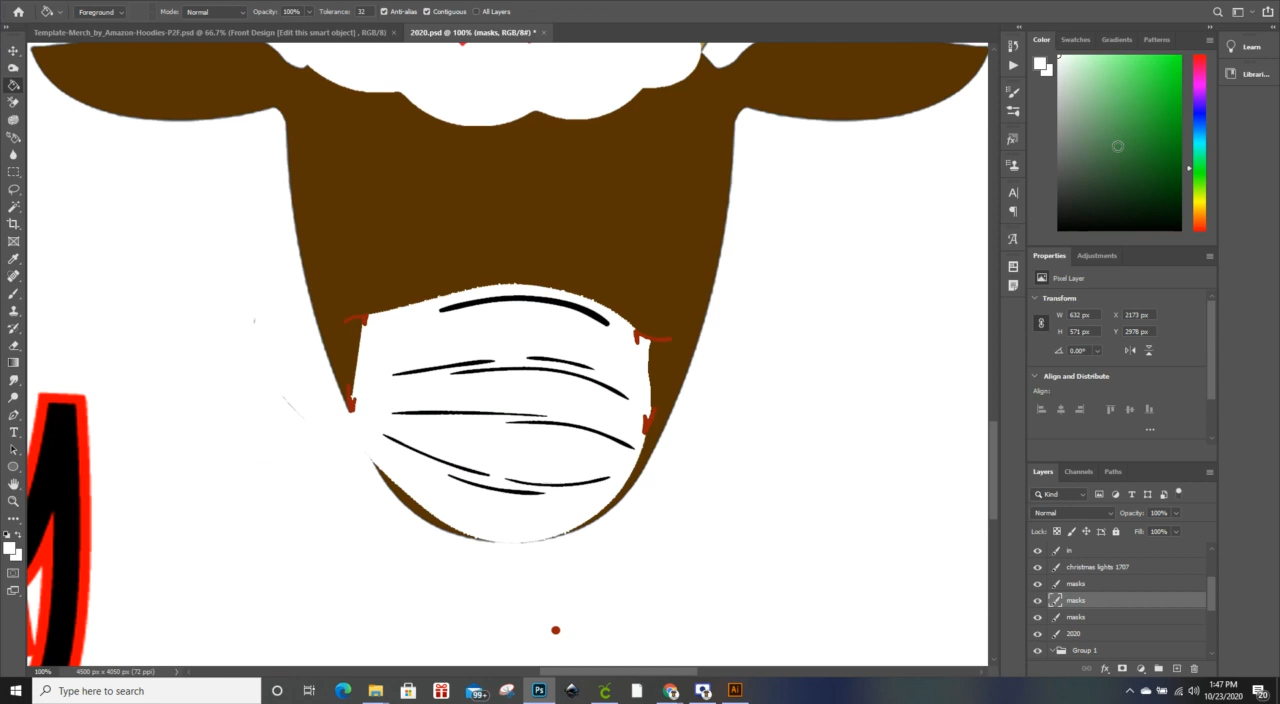 Foreground
Mode: Normal
Opacity: 100%
Tolerance: 32
Anti-alias
Contiguous
All Layers
Template-Merch_by_Amazon-Hoodies-P2F.psd @ 66.7% (Front Design [Edit this smart object] , RGB/8) ×
2020.psd @ 100% (masks, RGB/8#) * ×
Color
Swatches
Gradients
Patterns
Learn
Librari...
Properties
Adjustments
Pixel Layer
Transform
W 632 px
X 2173 px
H 571 px
Y 2978 px
0.00°
Align and Distribute
Align:
Layers
Channels
Paths
Kind
Normal
Opacity: 100%
Lock:
Fill: 100%
in
christmas lights 1707
masks
masks
masks
2020
Group 1
100%
4500 px x 4050 px (72 ppi)
Type here to search
99+
Ps
Ai
1:47 PM
10/23/2020
20